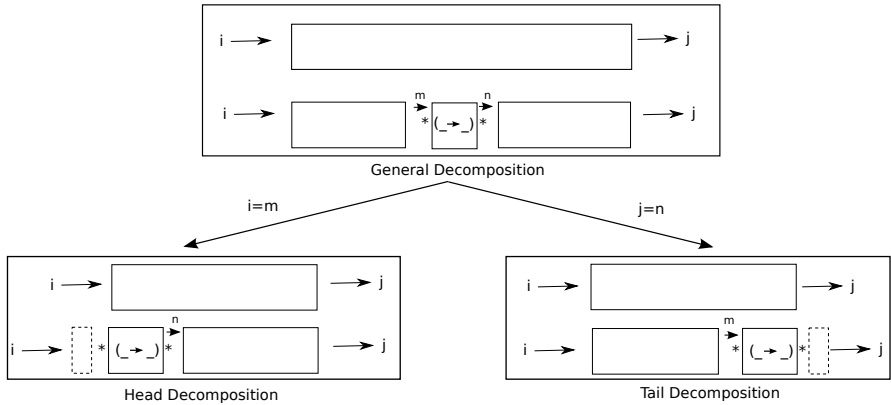 i j
m n
i * (_→_) * j
General Decomposition
i=m j=n
i j
n
i * (_→_) * j
Head Decomposition
i j
m
i * (_→_) * j
Tail Decomposition